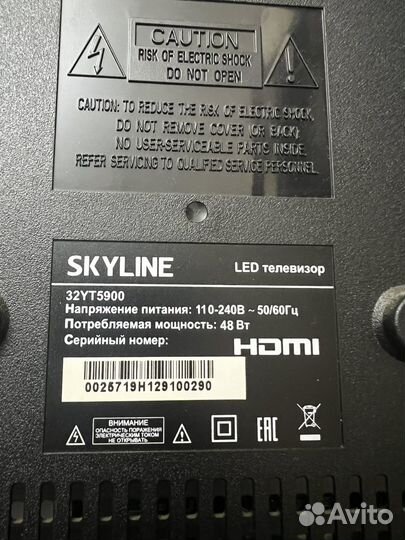 CAUTION
RISK OF ELECTRIC SHOCK
DO NOT OPEN
CAUTION: TO REDUCE THE RISK OF ELECTRIC SHOCK,
DO NOT REMOVE COVER (OR BACK);
NO USER-SERVICEABLE PARTS INSIDE.
REFER SERVICING TO QUALIFIED SERVICE PERSONNEL.
SKYLINE
LED телевизор
32YT5900
Напряжение питания: 110-240В ~ 50/60Гц
Потребляемая мощность: 48 Вт
Серийный номер:
HDMI
0025719H129100290
ВНИМАНИЕ
ОПАСНОСТЬ ПОРАЖЕНИЯ
ЭЛЕКТРИЧЕСКИМ ТОКОМ
НЕ ОТКРЫВАТЬ
EAC
Avito